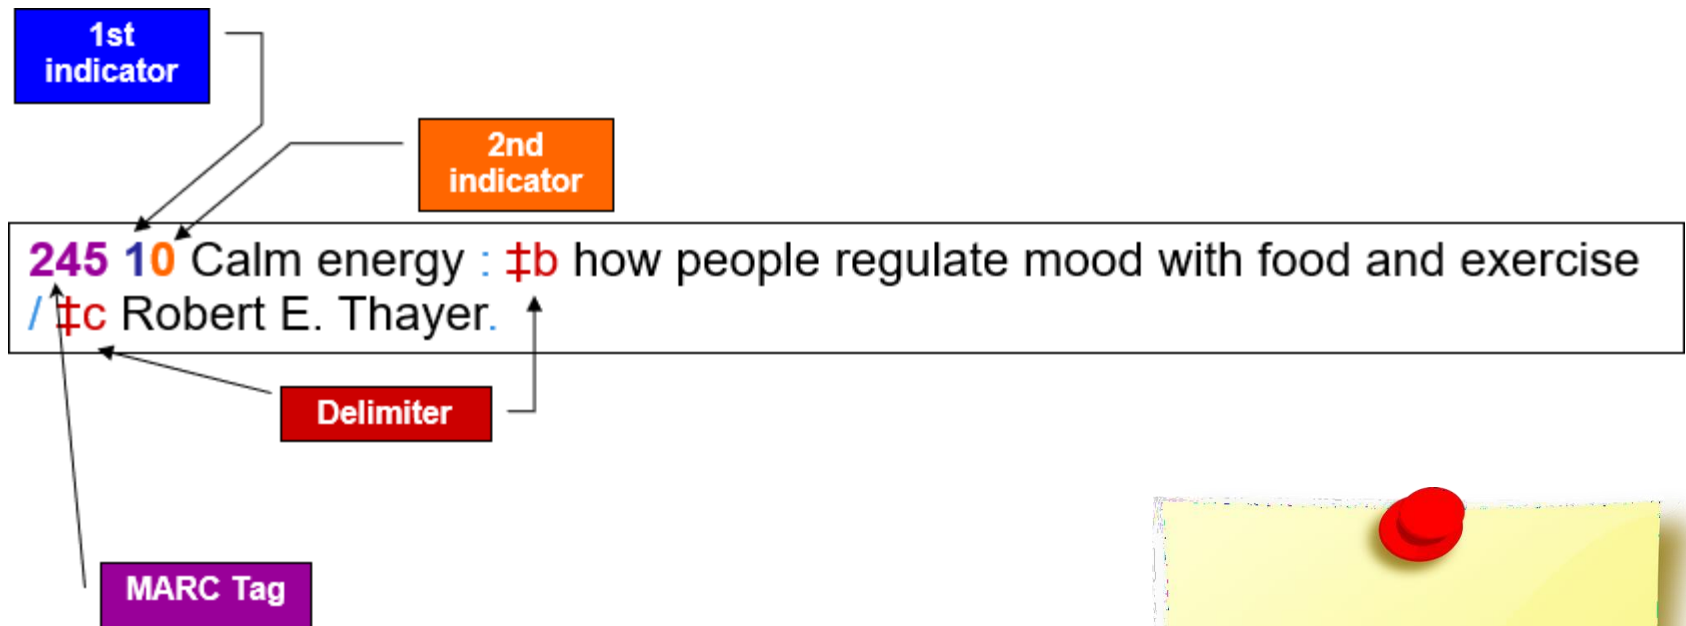 1st
indicator
2nd
indicator
245 10 Calm energy : ‡b how people regulate mood with food and exercise
/ ‡c Robert E. Thayer.
Delimiter
MARC Tag